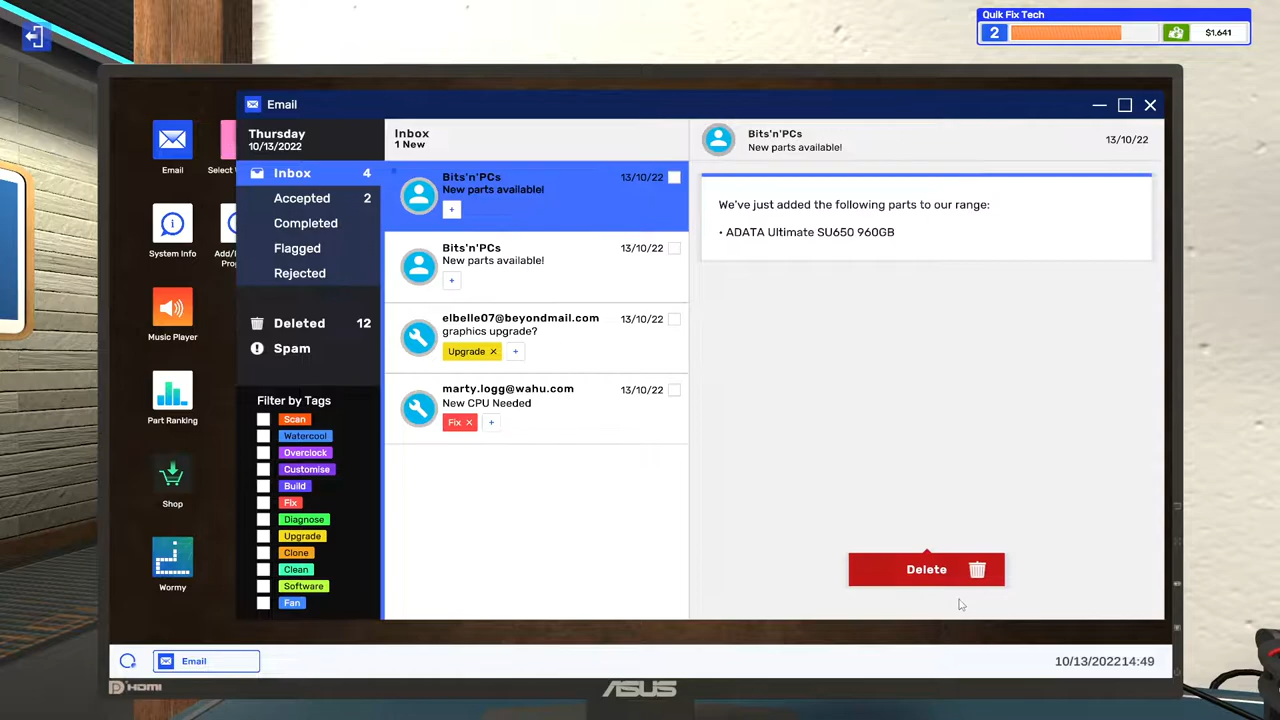 Quik Fix Tech
2 $1,641
Email
Thursday
10/13/2022
Inbox 4
Accepted 2
Completed
Flagged
Rejected
Deleted 12
Spam
Filter by Tags
Scan
Watercool
Overclock
Customise
Build
Fix
Diagnose
Upgrade
Clone
Clean
Software
Fan
Email
System Info
Music Player
Part Ranking
Shop
Wormy
Inbox
1 New
Bits'n'PCs 13/10/22
New parts available!
+
Bits'n'PCs 13/10/22
New parts available!
+
elbelle07@beyondmail.com 13/10/22
graphics upgrade?
Upgrade × +
marty.logg@wahu.com 13/10/22
New CPU Needed
Fix × +
Bits'n'PCs 13/10/22
New parts available!
We've just added the following parts to our range:
• ADATA Ultimate SU650 960GB
Delete
Email
10/13/2022 14:49
HDMI
ASUS